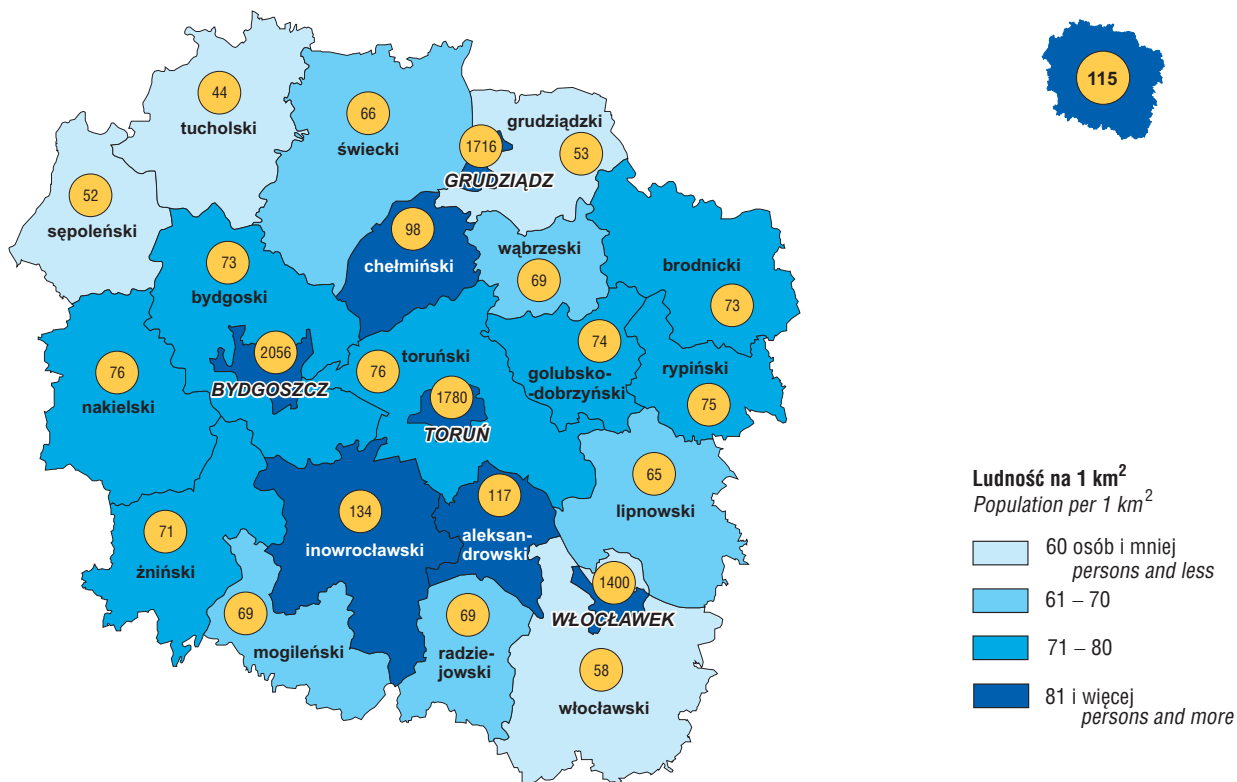 44
tucholski
66
świecki
1716
GRUDZIĄDZ
grudziądzki
53
115
52
sępoleński
98
chełmiński
wąbrzeski
69
brodnicki
73
73
bydgoski
2056
BYDGOSZCZ
76
nakielski
toruński
76
1780
TORUŃ
74
golubsko-
-dobrzyński
rypiński
75
65
lipnowski
134
inowrocławski
117
aleksan-
drowski
71
żniński
69
mogileński
69
radzie-
jowski
1400
WŁOCŁAWEK
58
włocławski
Ludność na 1 km²
Population per 1 km²
60 osób i mniej
persons and less
61 – 70
71 – 80
81 i więcej
persons and more